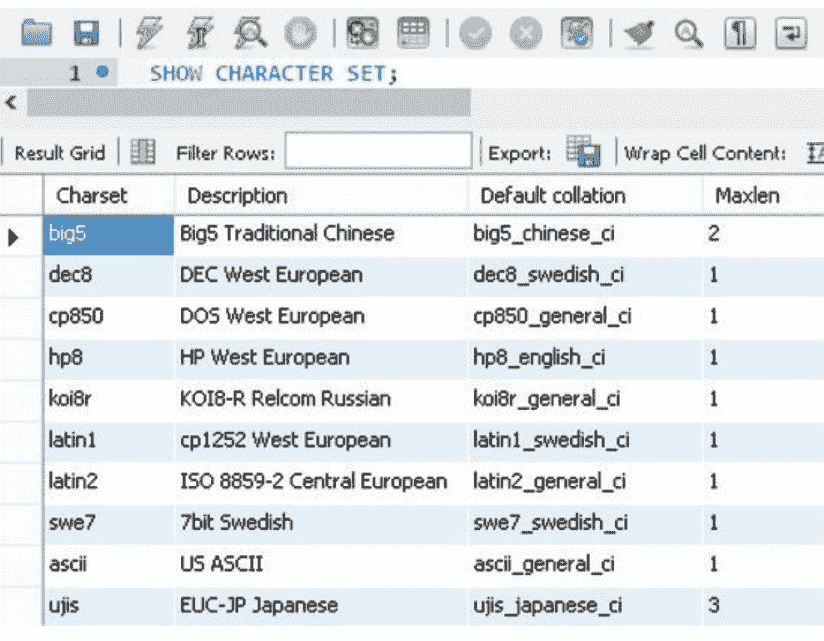 1 SHOW CHARACTER SET;
Result Grid Filter Rows: Export: Wrap Cell Content:
Charset Description Default collation Maxlen
big5 Big5 Traditional Chinese big5_chinese_ci 2
dec8 DEC West European dec8_swedish_ci 1
cp850 DOS West European cp850_general_ci 1
hp8 HP West European hp8_english_ci 1
koi8r KOI8-R Relcom Russian koi8r_general_ci 1
latin1 cp1252 West European latin1_swedish_ci 1
latin2 ISO 8859-2 Central European latin2_general_ci 1
swe7 7bit Swedish swe7_swedish_ci 1
ascii US ASCII ascii_general_ci 1
ujis EUC-JP Japanese ujis_japanese_ci 3